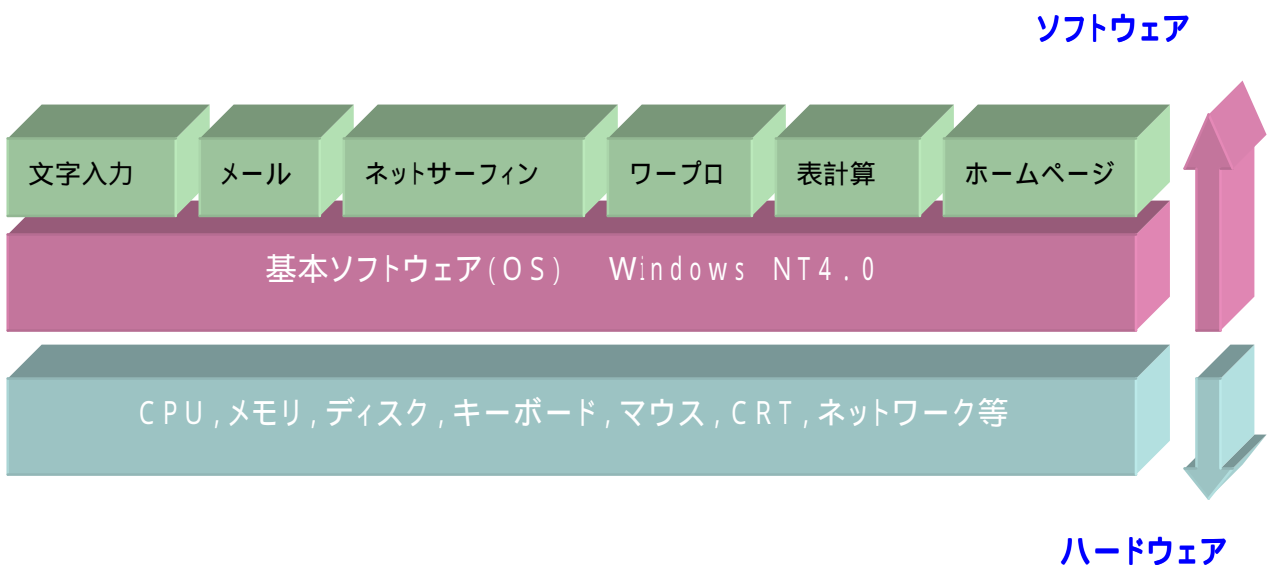 ソフトウェア
文字入力 メール ネットサーフィン ワープロ 表計算 ホームページ
基本ソフトウェア(OS) Windows NT4.0
CPU,メモリ,ディスク,キーボード,マウス,CRT,ネットワーク等
ハードウェア